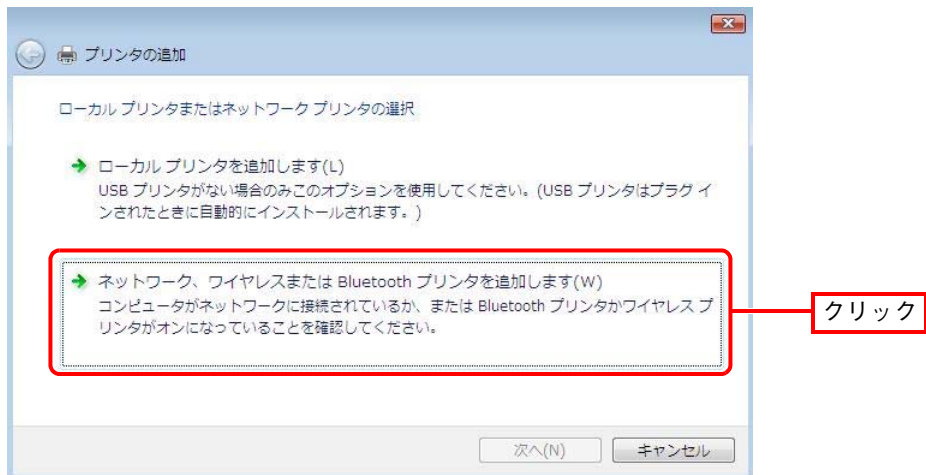 プリンタの追加
ローカル プリンタまたはネットワーク プリンタの選択
ローカル プリンタを追加します(L)
USB プリンタがない場合のみこのオプションを使用してください。(USB プリンタはプラグ イ
ンされたときに自動的にインストールされます。)
ネットワーク、ワイヤレスまたは Bluetooth プリンタを追加します(W)
コンピュータがネットワークに接続されているか、または Bluetooth プリンタかワイヤレス プ
リンタがオンになっていることを確認してください。
クリック
次へ(N)
キャンセル